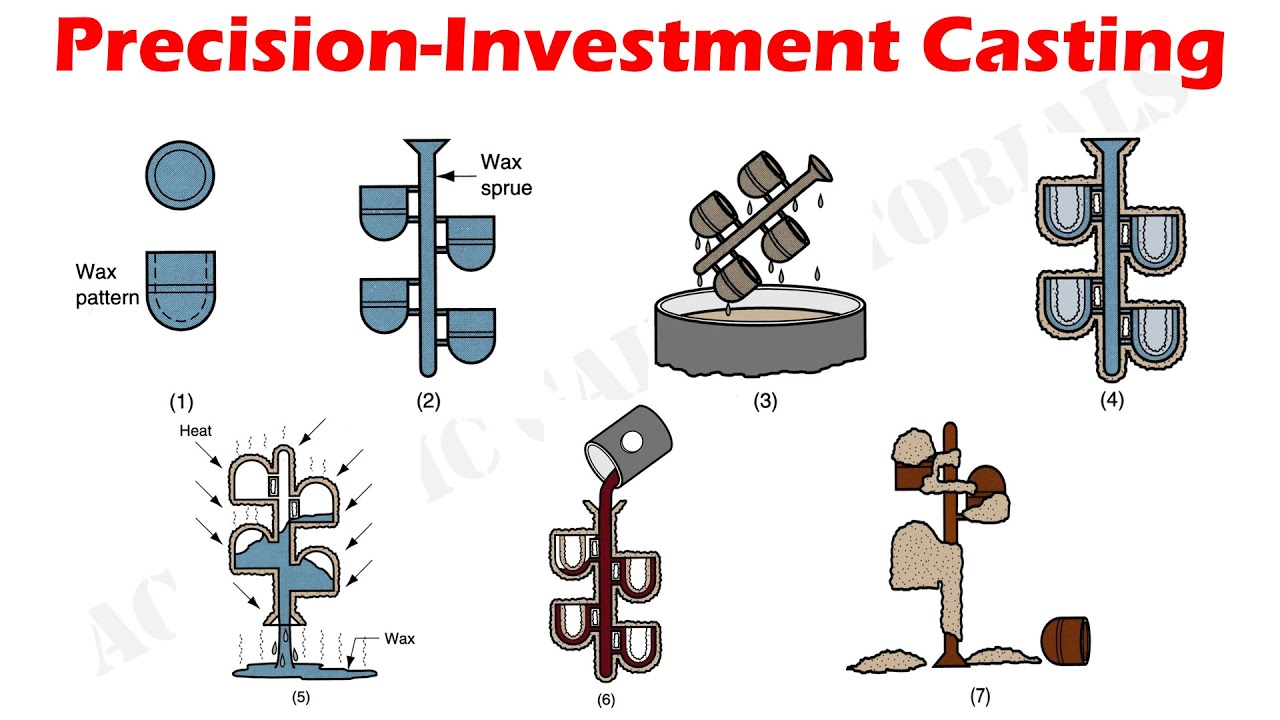 Precision-Investment Casting
Wax
sprue
Wax
pattern
(1)
(2)
(3)
(4)
Heat
Wax
(5)
(6)
(7)